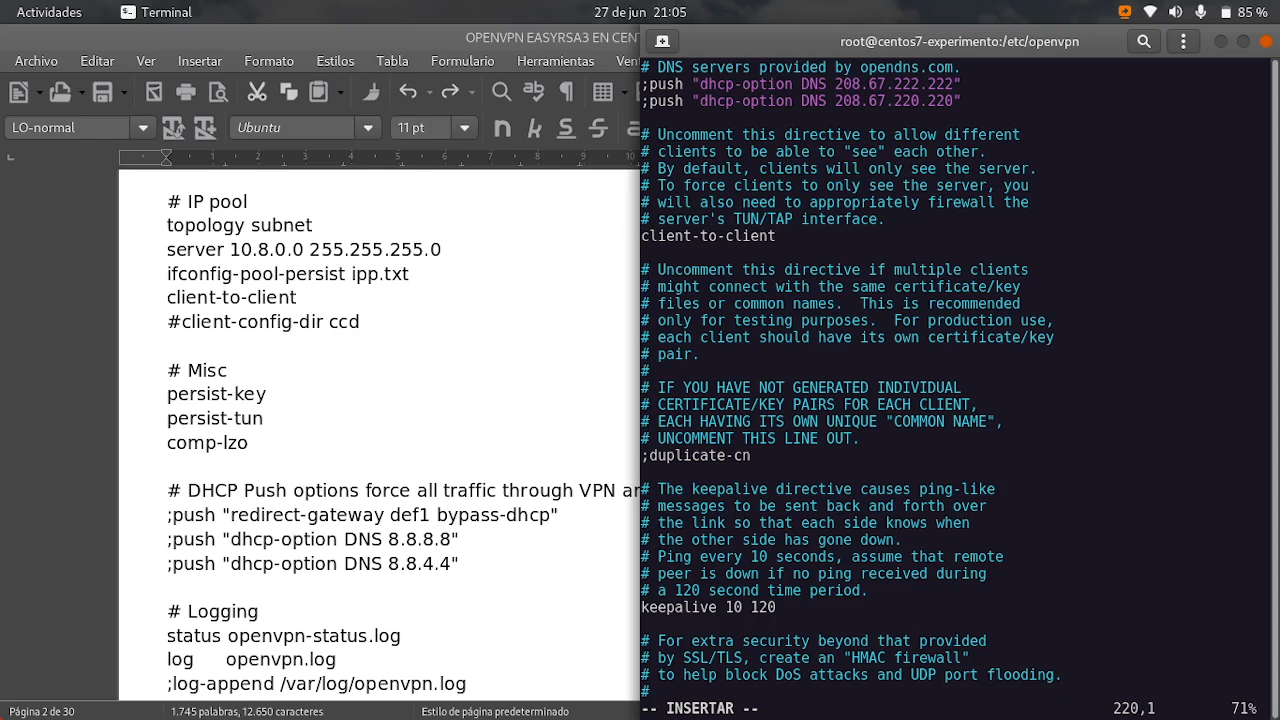 Actividades
Terminal
27 de jun 21:05
85 %
OPENVPN EASYRSA3 EN CENT
Archivo Editar Ver Insertar Formato Estilos Tabla Formulario Herramientas Ventana
LO-normal
Ubuntu
11 pt
1 2 3 4 5 6 7 8 9 10
# IP pool
topology subnet
server 10.8.0.0 255.255.255.0
ifconfig-pool-persist ipp.txt
client-to-client
#client-config-dir ccd
# Misc
persist-key
persist-tun
comp-lzo
# DHCP Push options force all traffic through VPN
;push "redirect-gateway def1 bypass-dhcp"
;push "dhcp-option DNS 8.8.8.8"
;push "dhcp-option DNS 8.8.4.4"
# Logging
status openvpn-status.log
log openvpn.log
;log-append /var/log/openvpn.log
Página 2 de 30
1.745 palabras, 12.650 caracteres
Estilo de página predeterminado
root@centos7-experimento:/etc/openvpn
# DNS servers provided by opendns.com.
;push "dhcp-option DNS 208.67.222.222"
;push "dhcp-option DNS 208.67.220.220"
# Uncomment this directive to allow different
# clients to be able to "see" each other.
# By default, clients will only see the server.
# To force clients to only see the server, you
# will also need to appropriately firewall the
# server's TUN/TAP interface.
client-to-client
# Uncomment this directive if multiple clients
# might connect with the same certificate/key
# files or common names.  This is recommended
# only for testing purposes.  For production use,
# each client should have its own certificate/key
# pair.
#
# IF YOU HAVE NOT GENERATED INDIVIDUAL
# CERTIFICATE/KEY PAIRS FOR EACH CLIENT,
# EACH HAVING ITS OWN UNIQUE "COMMON NAME",
# UNCOMMENT THIS LINE OUT.
;duplicate-cn
# The keepalive directive causes ping-like
# messages to be sent back and forth over
# the link so that each side knows when
# the other side has gone down.
# Ping every 10 seconds, assume that remote
# peer is down if no ping received during
# a 120 second time period.
keepalive 10 120
# For extra security beyond that provided
# by SSL/TLS, create an "HMAC firewall"
# to help block DoS attacks and UDP port flooding.
#
-- INSERTAR --
220,1
71%